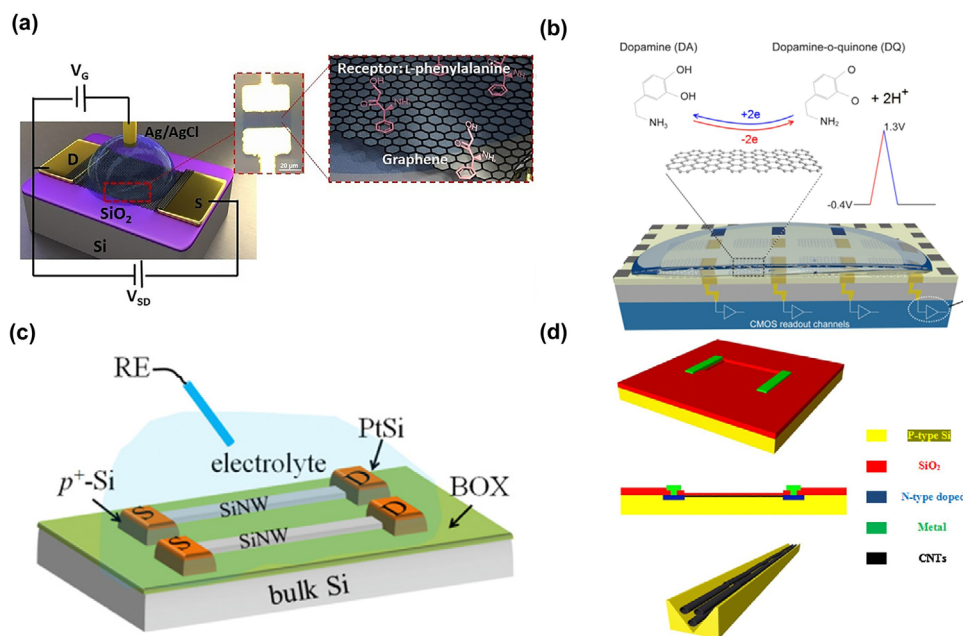 (a)
V_G
Ag/AgCl
D
S
SiO₂
Si
V_SD
20 μm
Receptor: L-phenylalanine
Graphene
(b)
Dopamine (DA)
Dopamine-o-quinone (DQ)
OH
OH
NH₃
O
O
NH₂
+ 2H⁺
+2e
-2e
1.3V
-0.4V
CMOS readout channels
(c)
RE
PtSi
electrolyte
p⁺-Si
BOX
S
SiNW
D
S
SiNW
D
bulk Si
(d)
P-type Si
SiO₂
N-type doped
Metal
CNTs